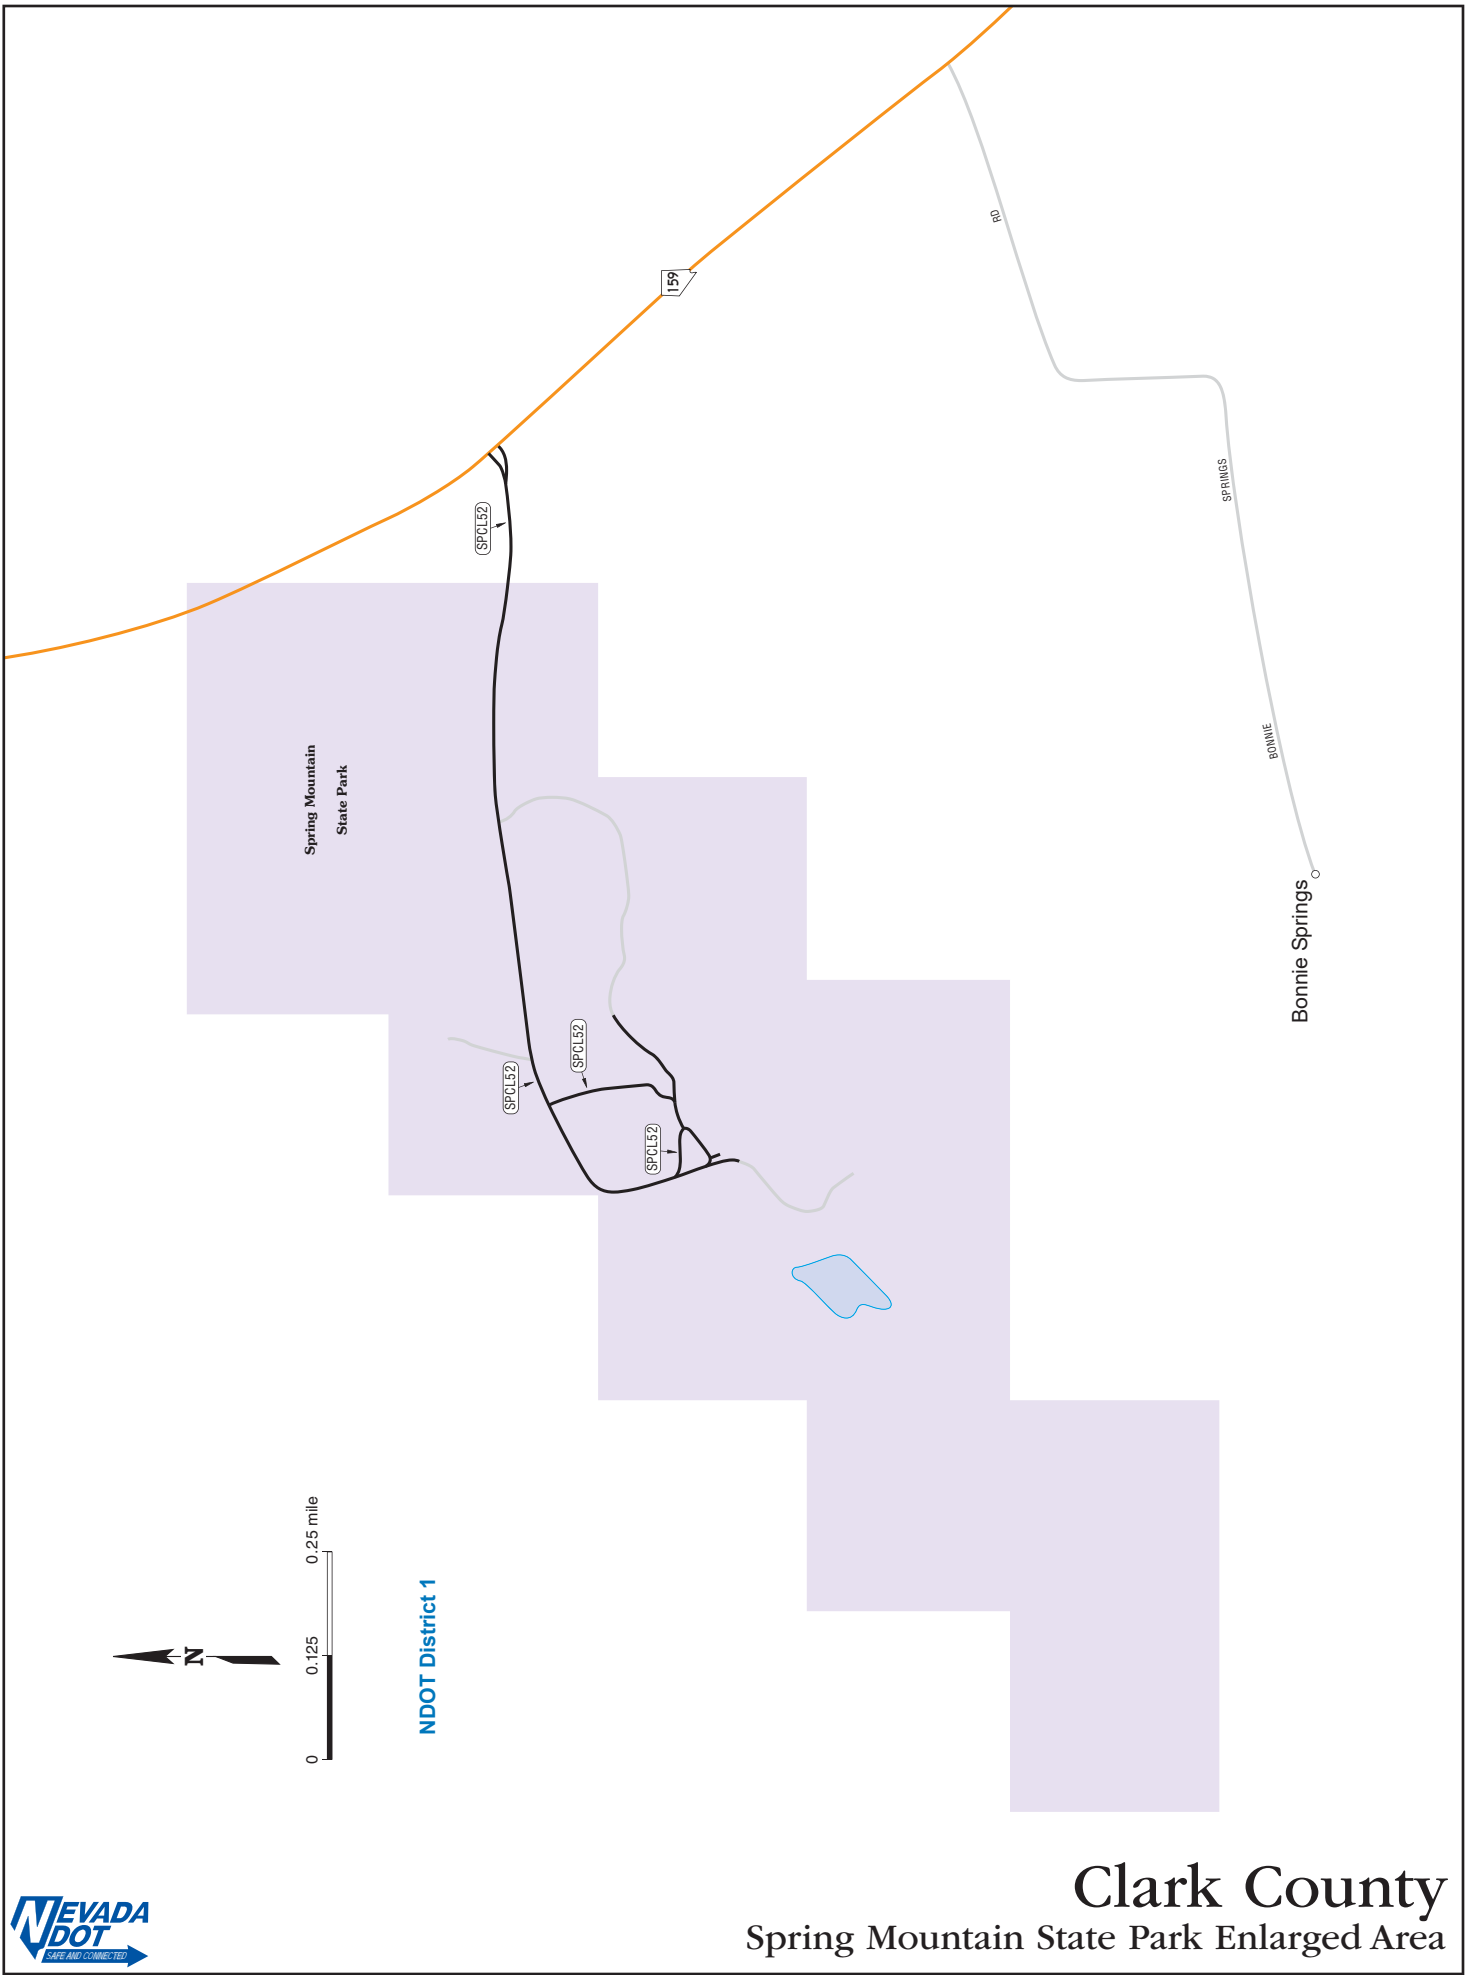 RD
159
SPCL52
SPRINGS
BONNIE
Spring Mountain
State Park
Bonnie Springs
SPCL52
SPCL52
SPCL52
0 0.125 0.25 mile
N
NDOT District 1
Clark County
Spring Mountain State Park Enlarged Area
NEVADA
DOT
SAFE AND CONNECTED